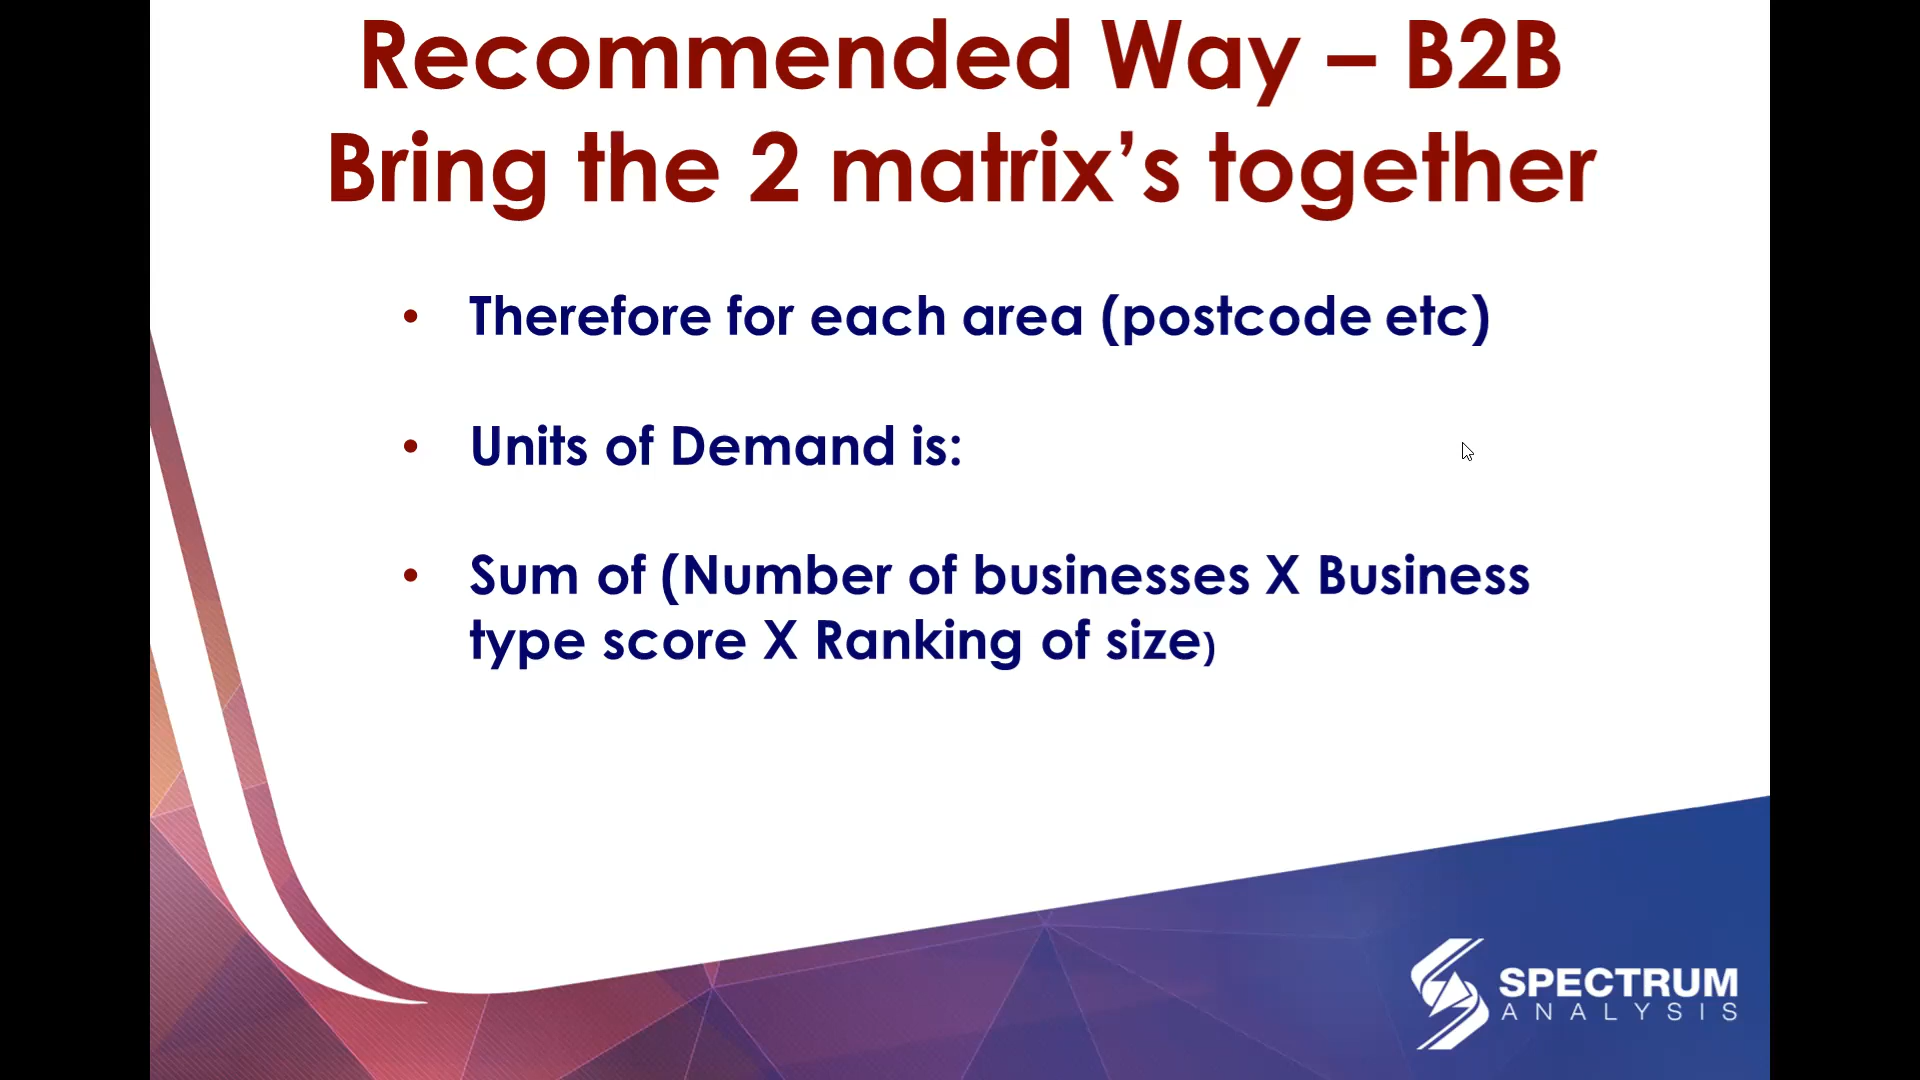 Recommended Way – B2B
Bring the 2 matrix’s together
• Therefore for each area (postcode etc)
• Units of Demand is:
• Sum of (Number of businesses X Business
type score X Ranking of size)
SPECTRUM
ANALYSIS